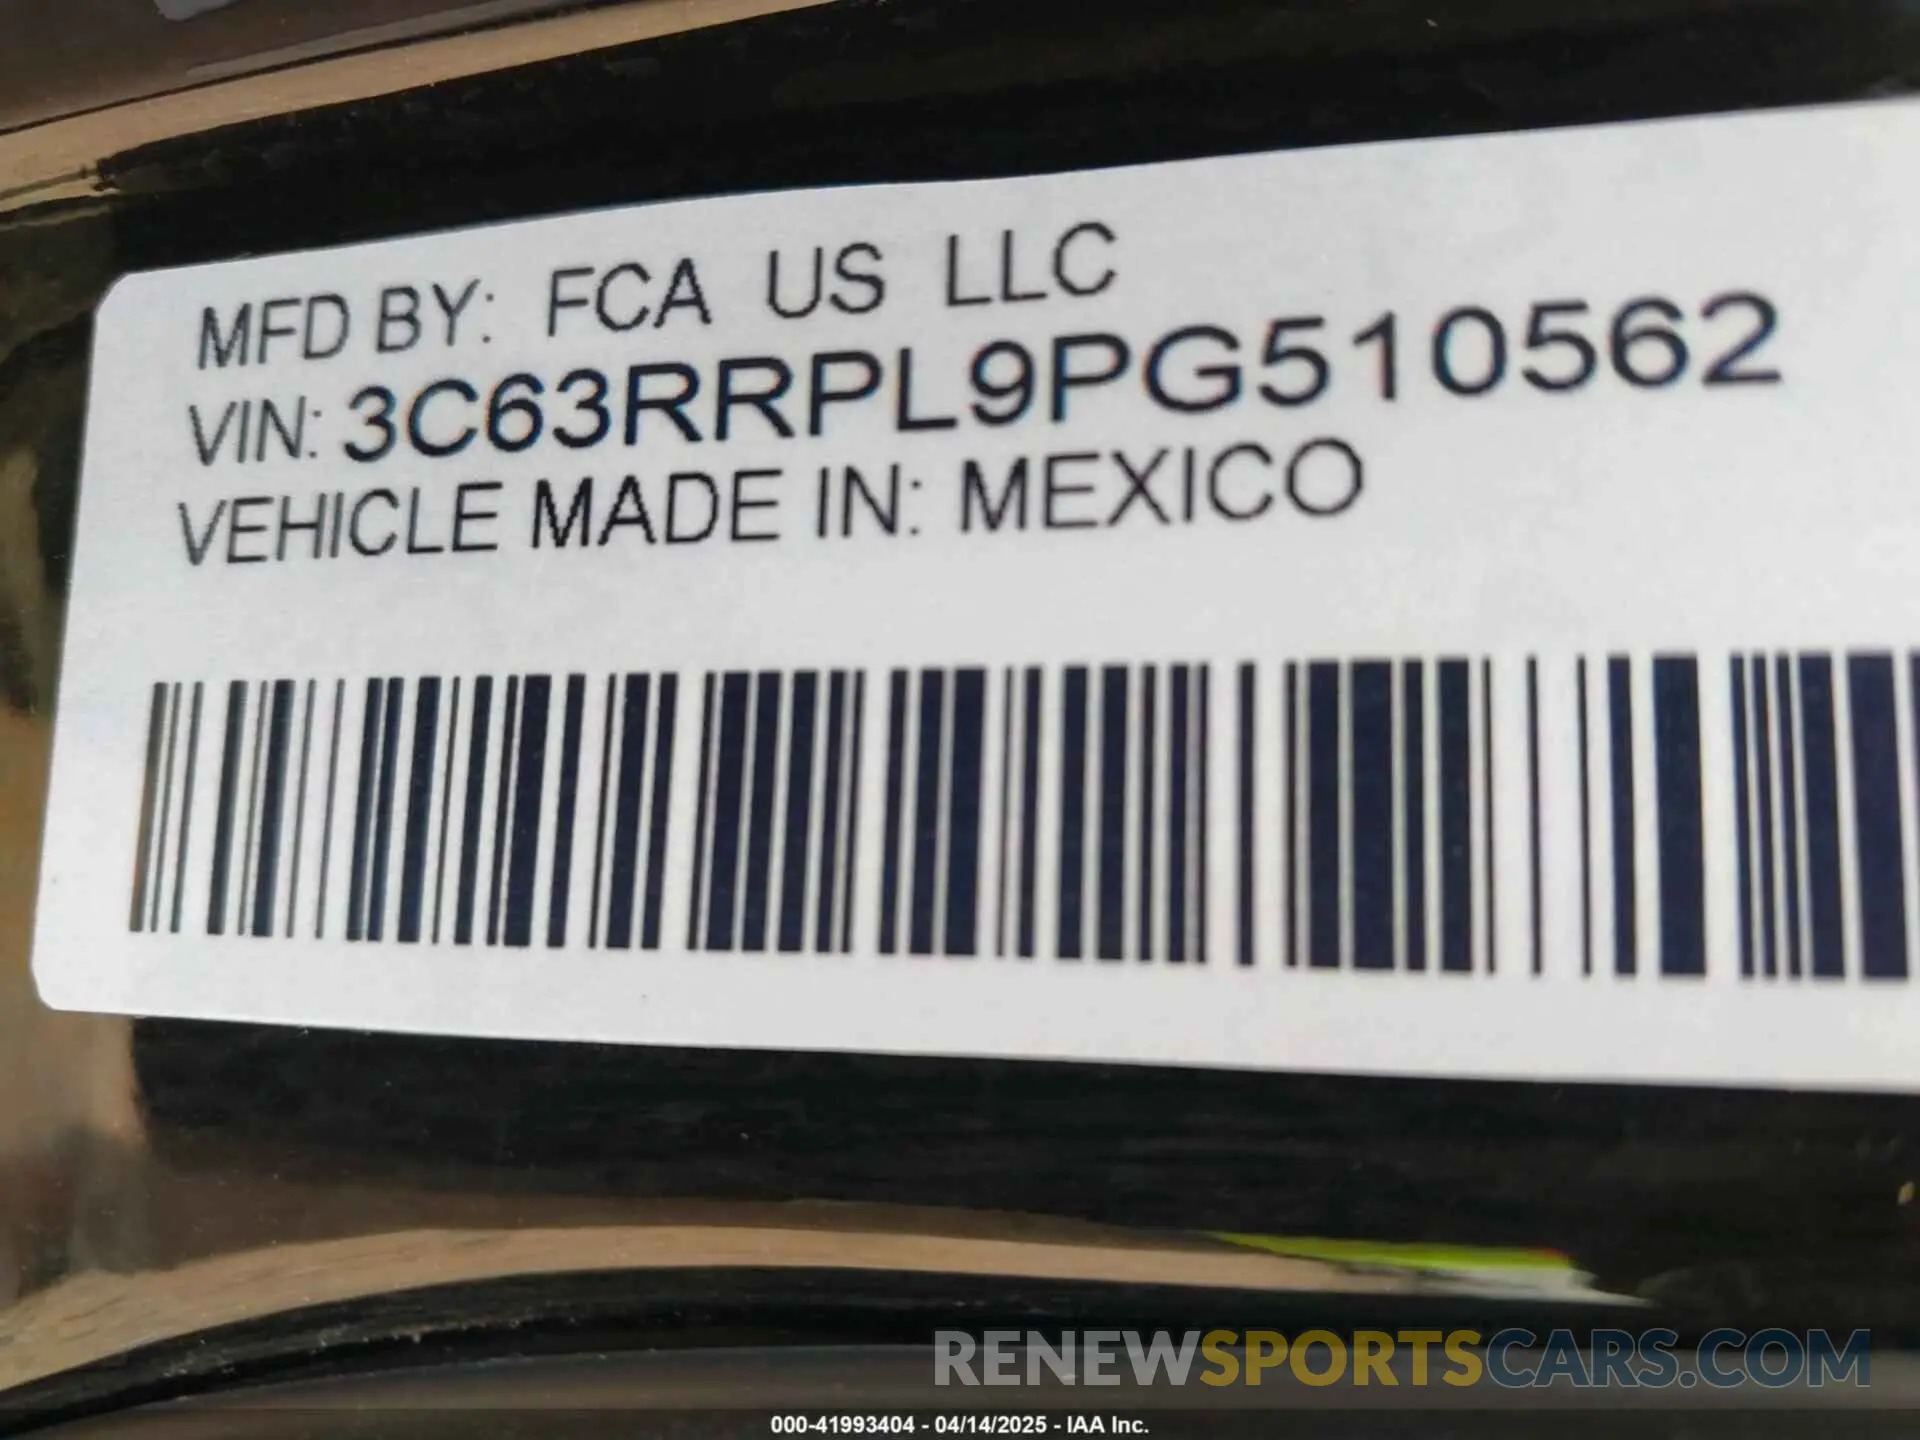 MFD BY: FCA US LLC
VIN: 3C63RRPL9PG510562
VEHICLE MADE IN: MEXICO
RENEWSPORTSCARS.COM
000-41993404 - 04/14/2025 - IAA Inc.